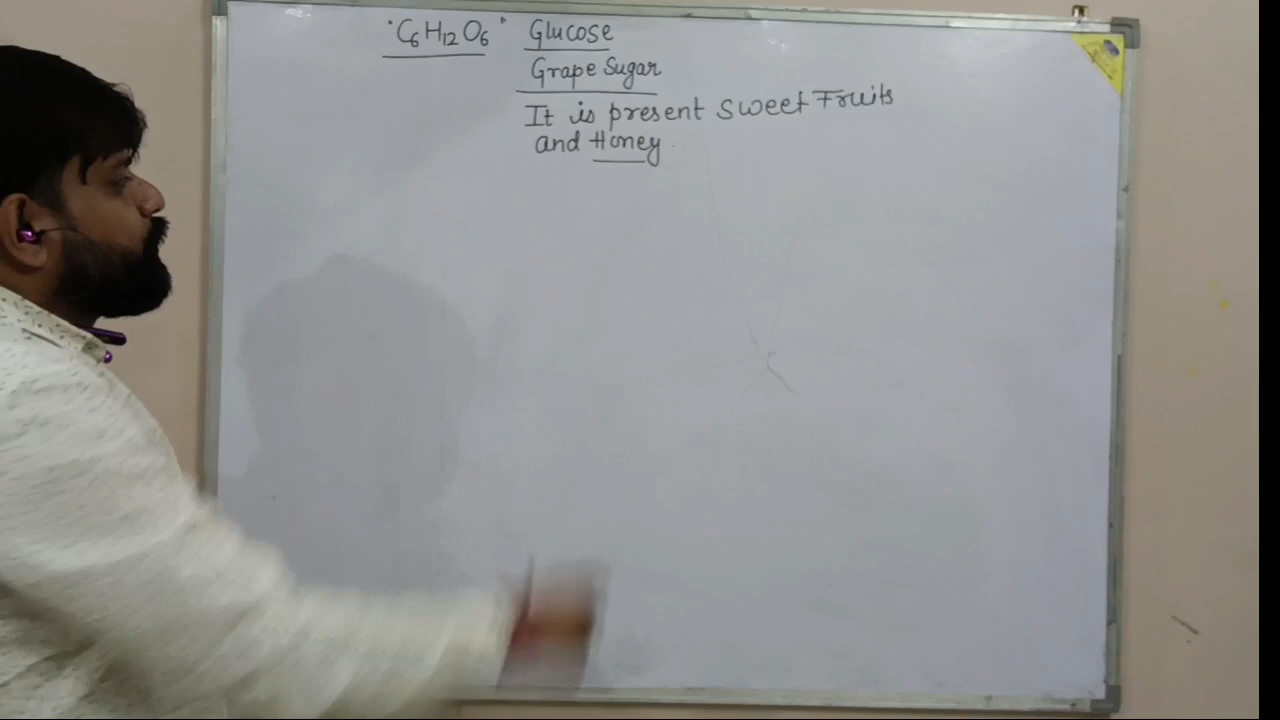 "C₆H₁₂O₆" Glucose
Grape Sugar
It is present Sweet Fruits
and Honey